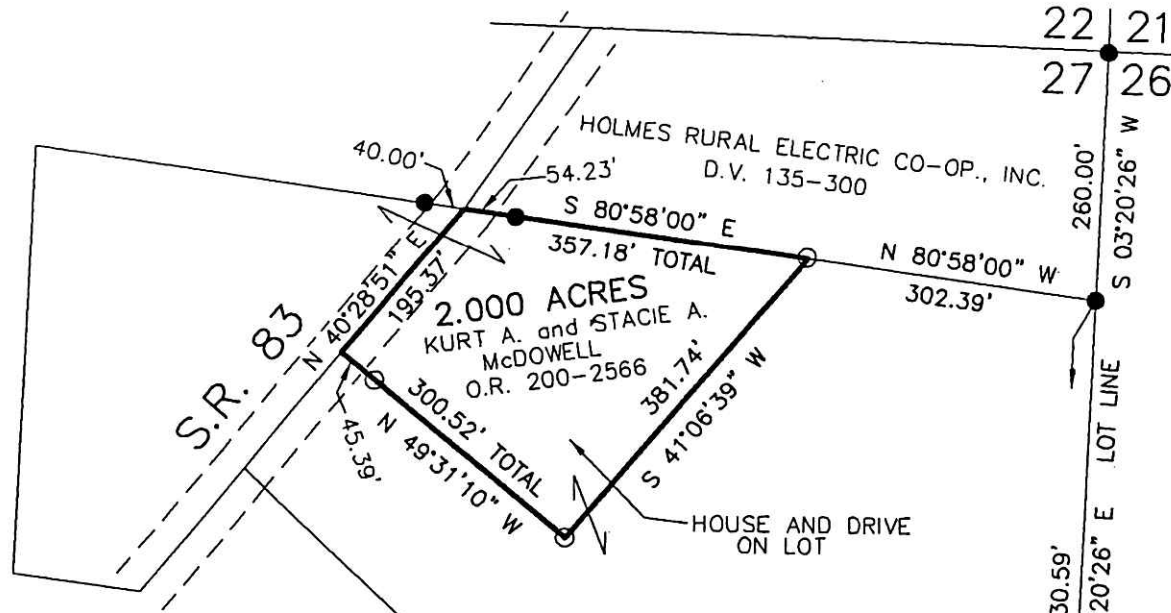 22 21
27 26
HOLMES RURAL ELECTRIC CO-OP., INC.
D.V. 135-300
40.00'
54.23'
S 80°58'00" E
357.18' TOTAL
N 80°58'00" W
302.39'
260.00'
S 03°20'26" W
S.R. 83
N 40°28'51" E
195.37'
2.000 ACRES
KURT A. and STACIE A.
McDOWELL
O.R. 200-2566
381.74'
S 41°06'39" W
300.52' TOTAL
N 49°31'10" W
45.39'
HOUSE AND DRIVE
ON LOT
LOT LINE
30.59'
20'26" E